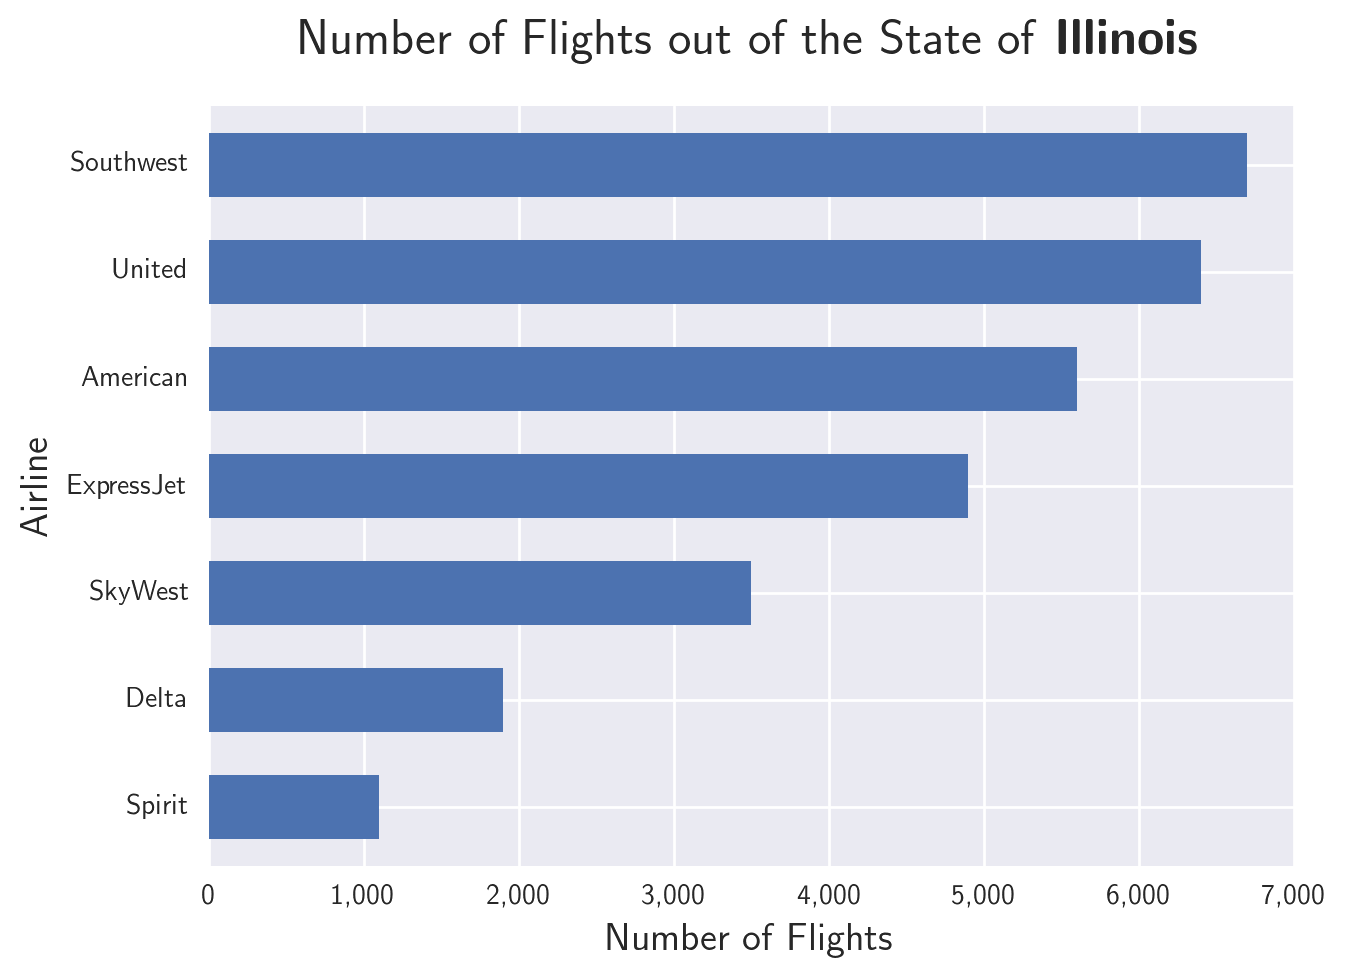 Number of Flights out of the State of Illinois
Southwest
United
American
ExpressJet
SkyWest
Delta
Spirit
Airline
0 1,000 2,000 3,000 4,000 5,000 6,000 7,000
Number of Flights